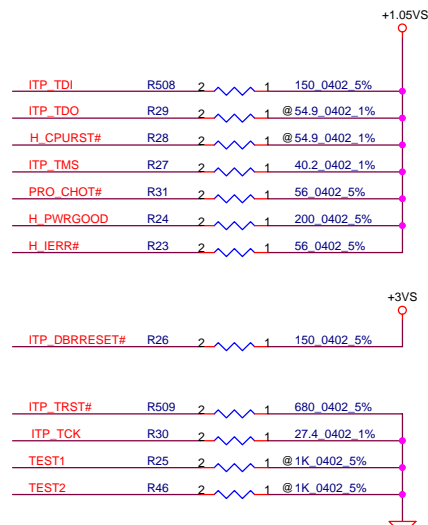 +1.05VS
ITP_TDI R508 2 1 150_0402_5%
ITP_TDO R29 2 1 @54.9_0402_1%
H_CPURST# R28 2 1 @54.9_0402_1%
ITP_TMS R27 2 1 40.2_0402_1%
PRO_CHOT# R31 2 1 56_0402_5%
H_PWRGOOD R24 2 1 200_0402_5%
H_IERR# R23 2 1 56_0402_5%
+3VS
ITP_DBRRESET# R26 2 1 150_0402_5%
ITP_TRST# R509 2 1 680_0402_5%
ITP_TCK R30 2 1 27.4_0402_1%
TEST1 R25 2 1 @1K_0402_5%
TEST2 R46 2 1 @1K_0402_5%